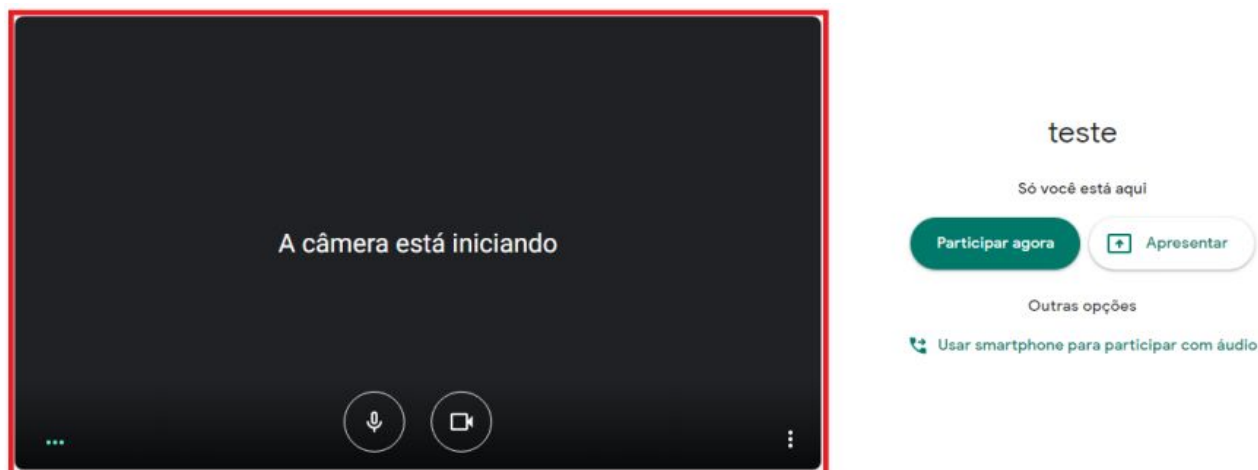 A câmera está iniciando
teste
Só você está aqui
Participar agora
Apresentar
Outras opções
Usar smartphone para participar com áudio